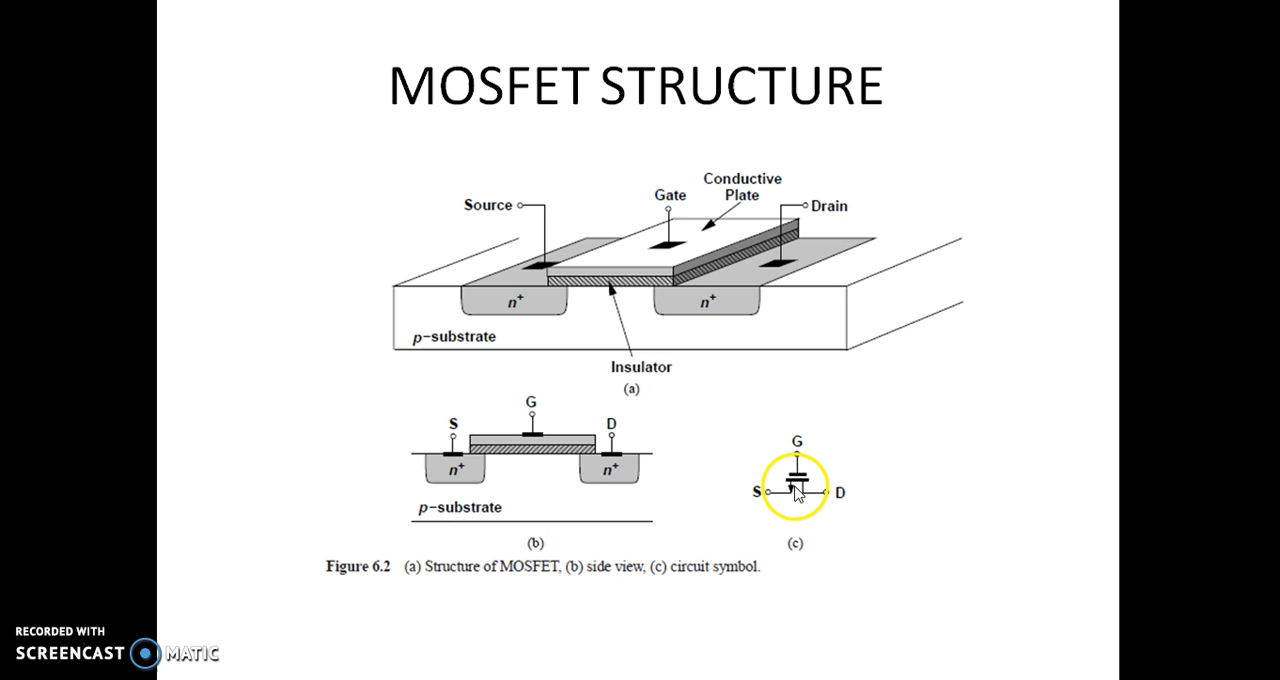 MOSFET STRUCTURE
Conductive
Plate
Gate
Source
Drain
n+
n+
p−substrate
Insulator
(a)
G
S
D
n+
n+
p−substrate
(b)
G
S
D
(c)
Figure 6.2 (a) Structure of MOSFET, (b) side view, (c) circuit symbol.
RECORDED WITH
SCREENCAST MATIC